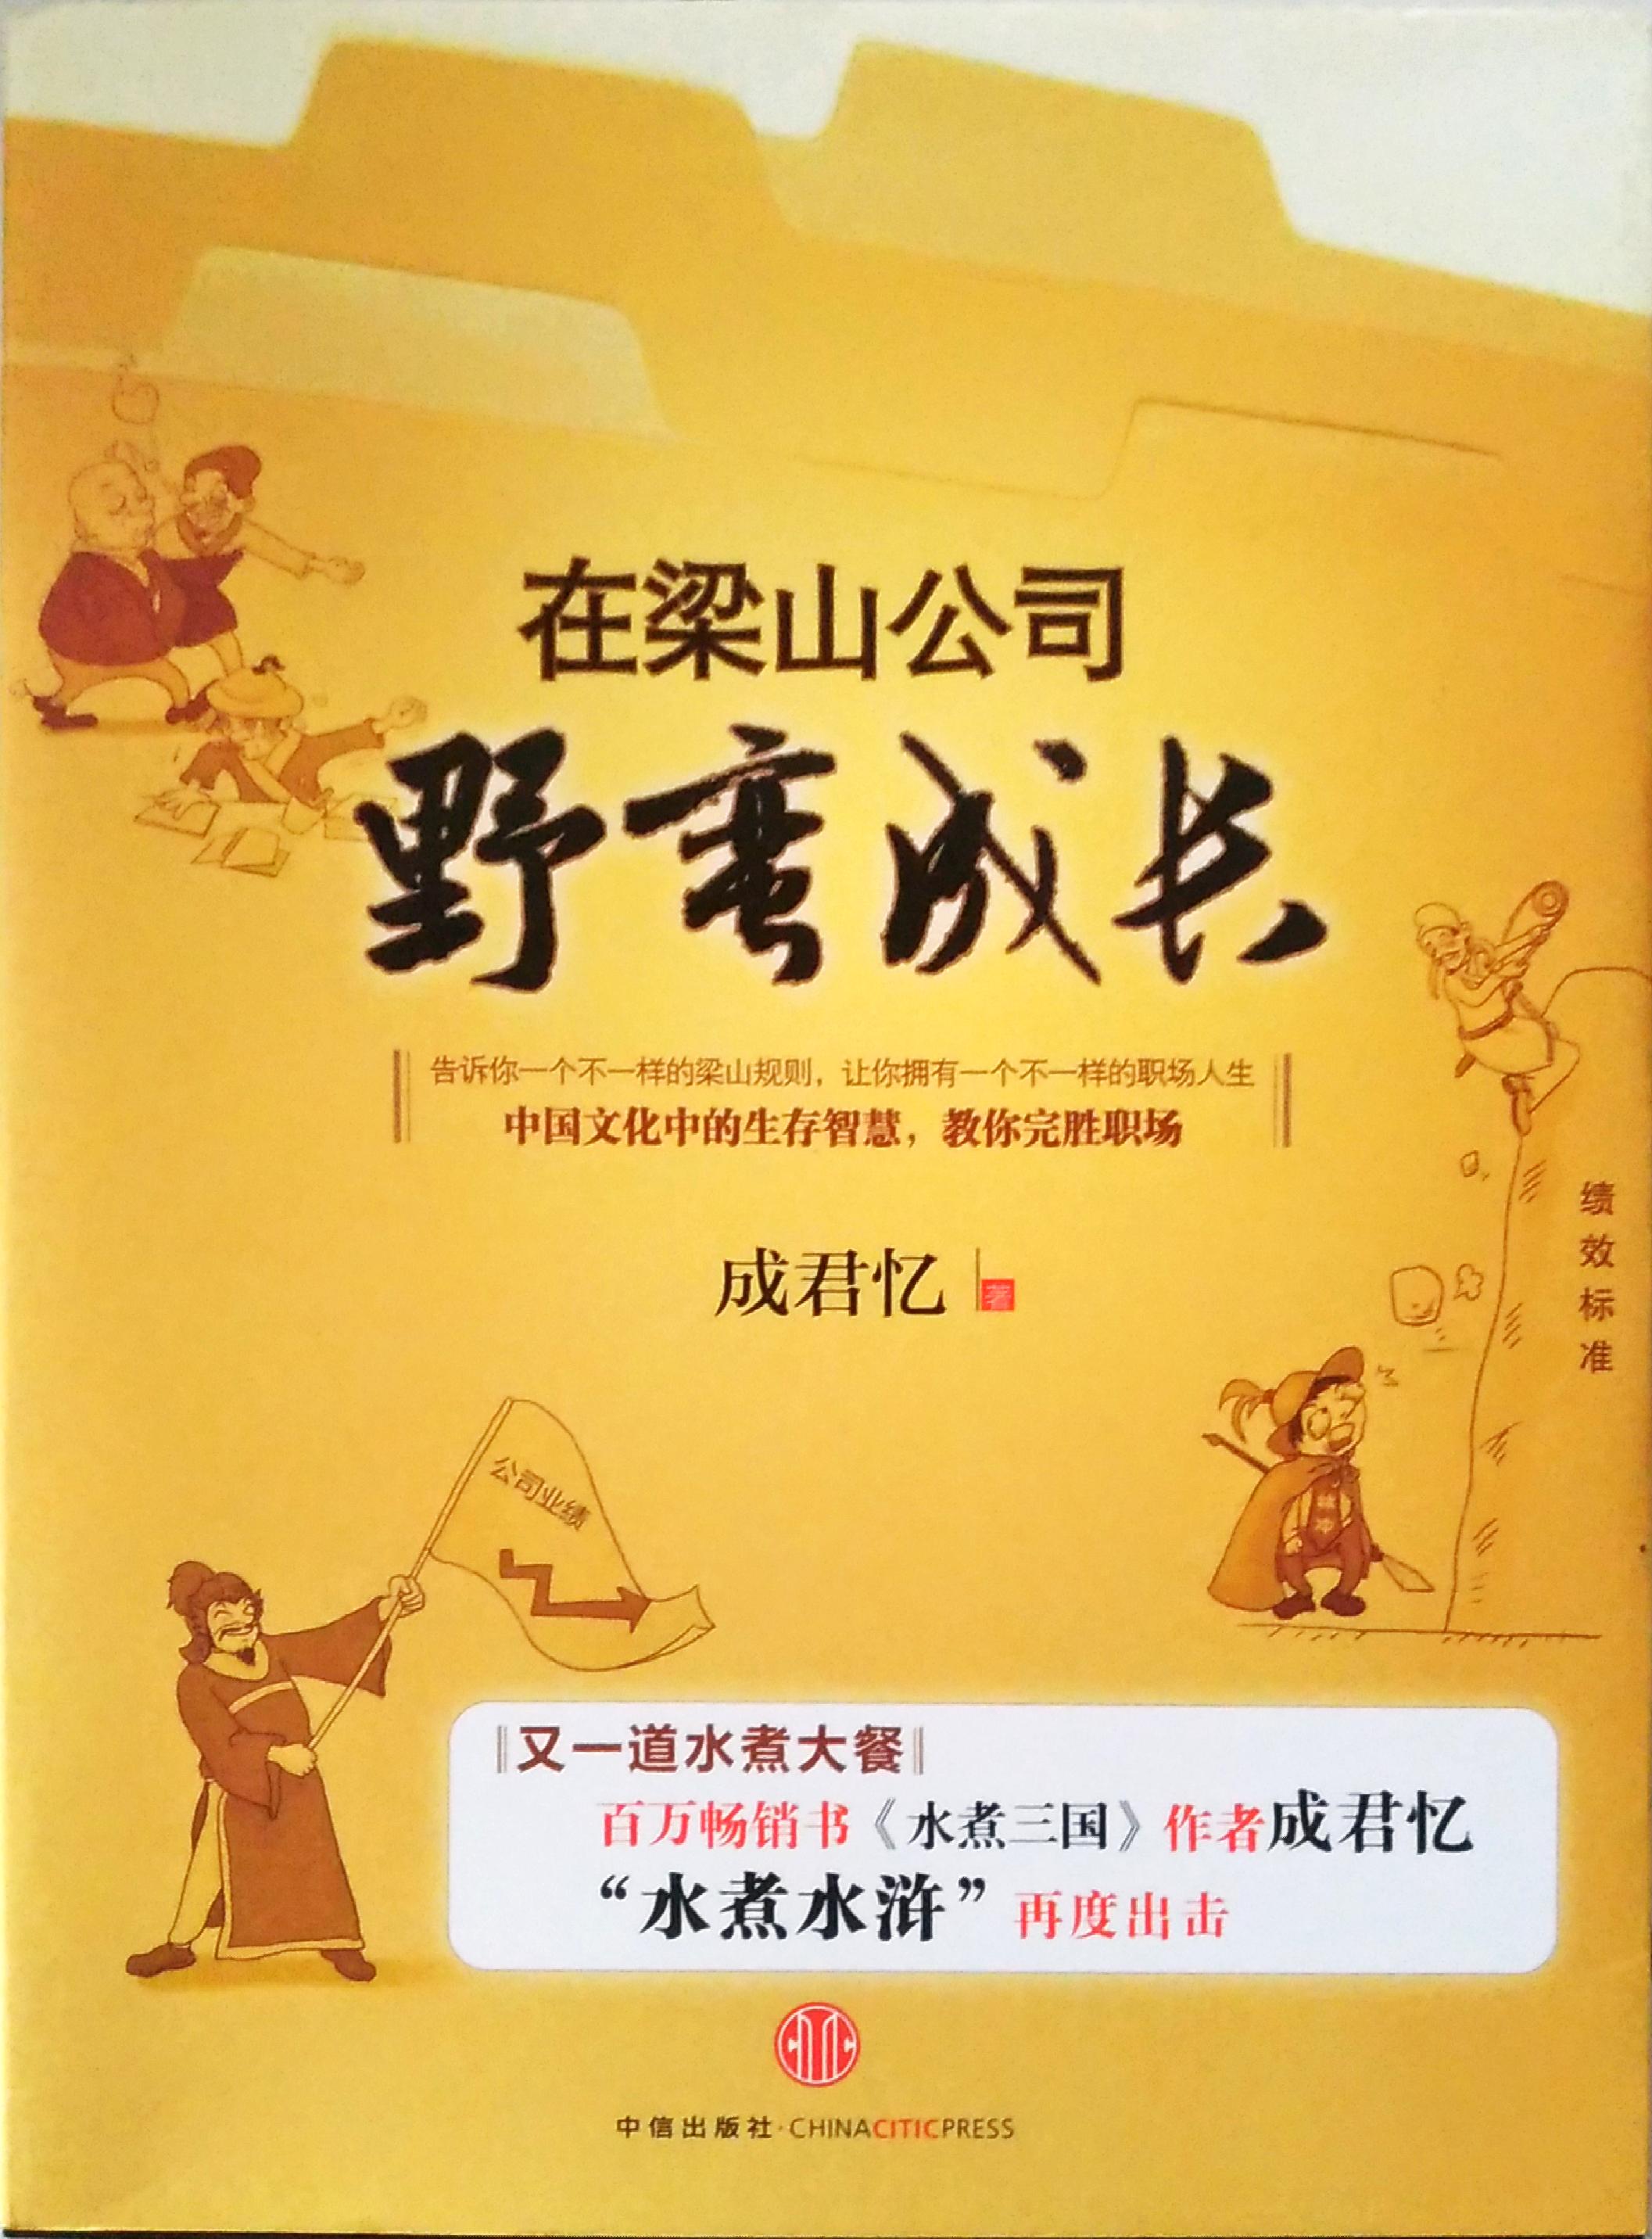 在梁山公司
野蛮成长
告诉你一个不一样的梁山规则，让你拥有一个不一样的职场人生
中国文化中的生存智慧，教你完胜职场
绩效标准
成君忆 著
公司业绩
又一道水煮大餐
百万畅销书《水煮三国》作者成君忆
“水煮水浒”再度出击
中信出版社·CHINACITICPRESS